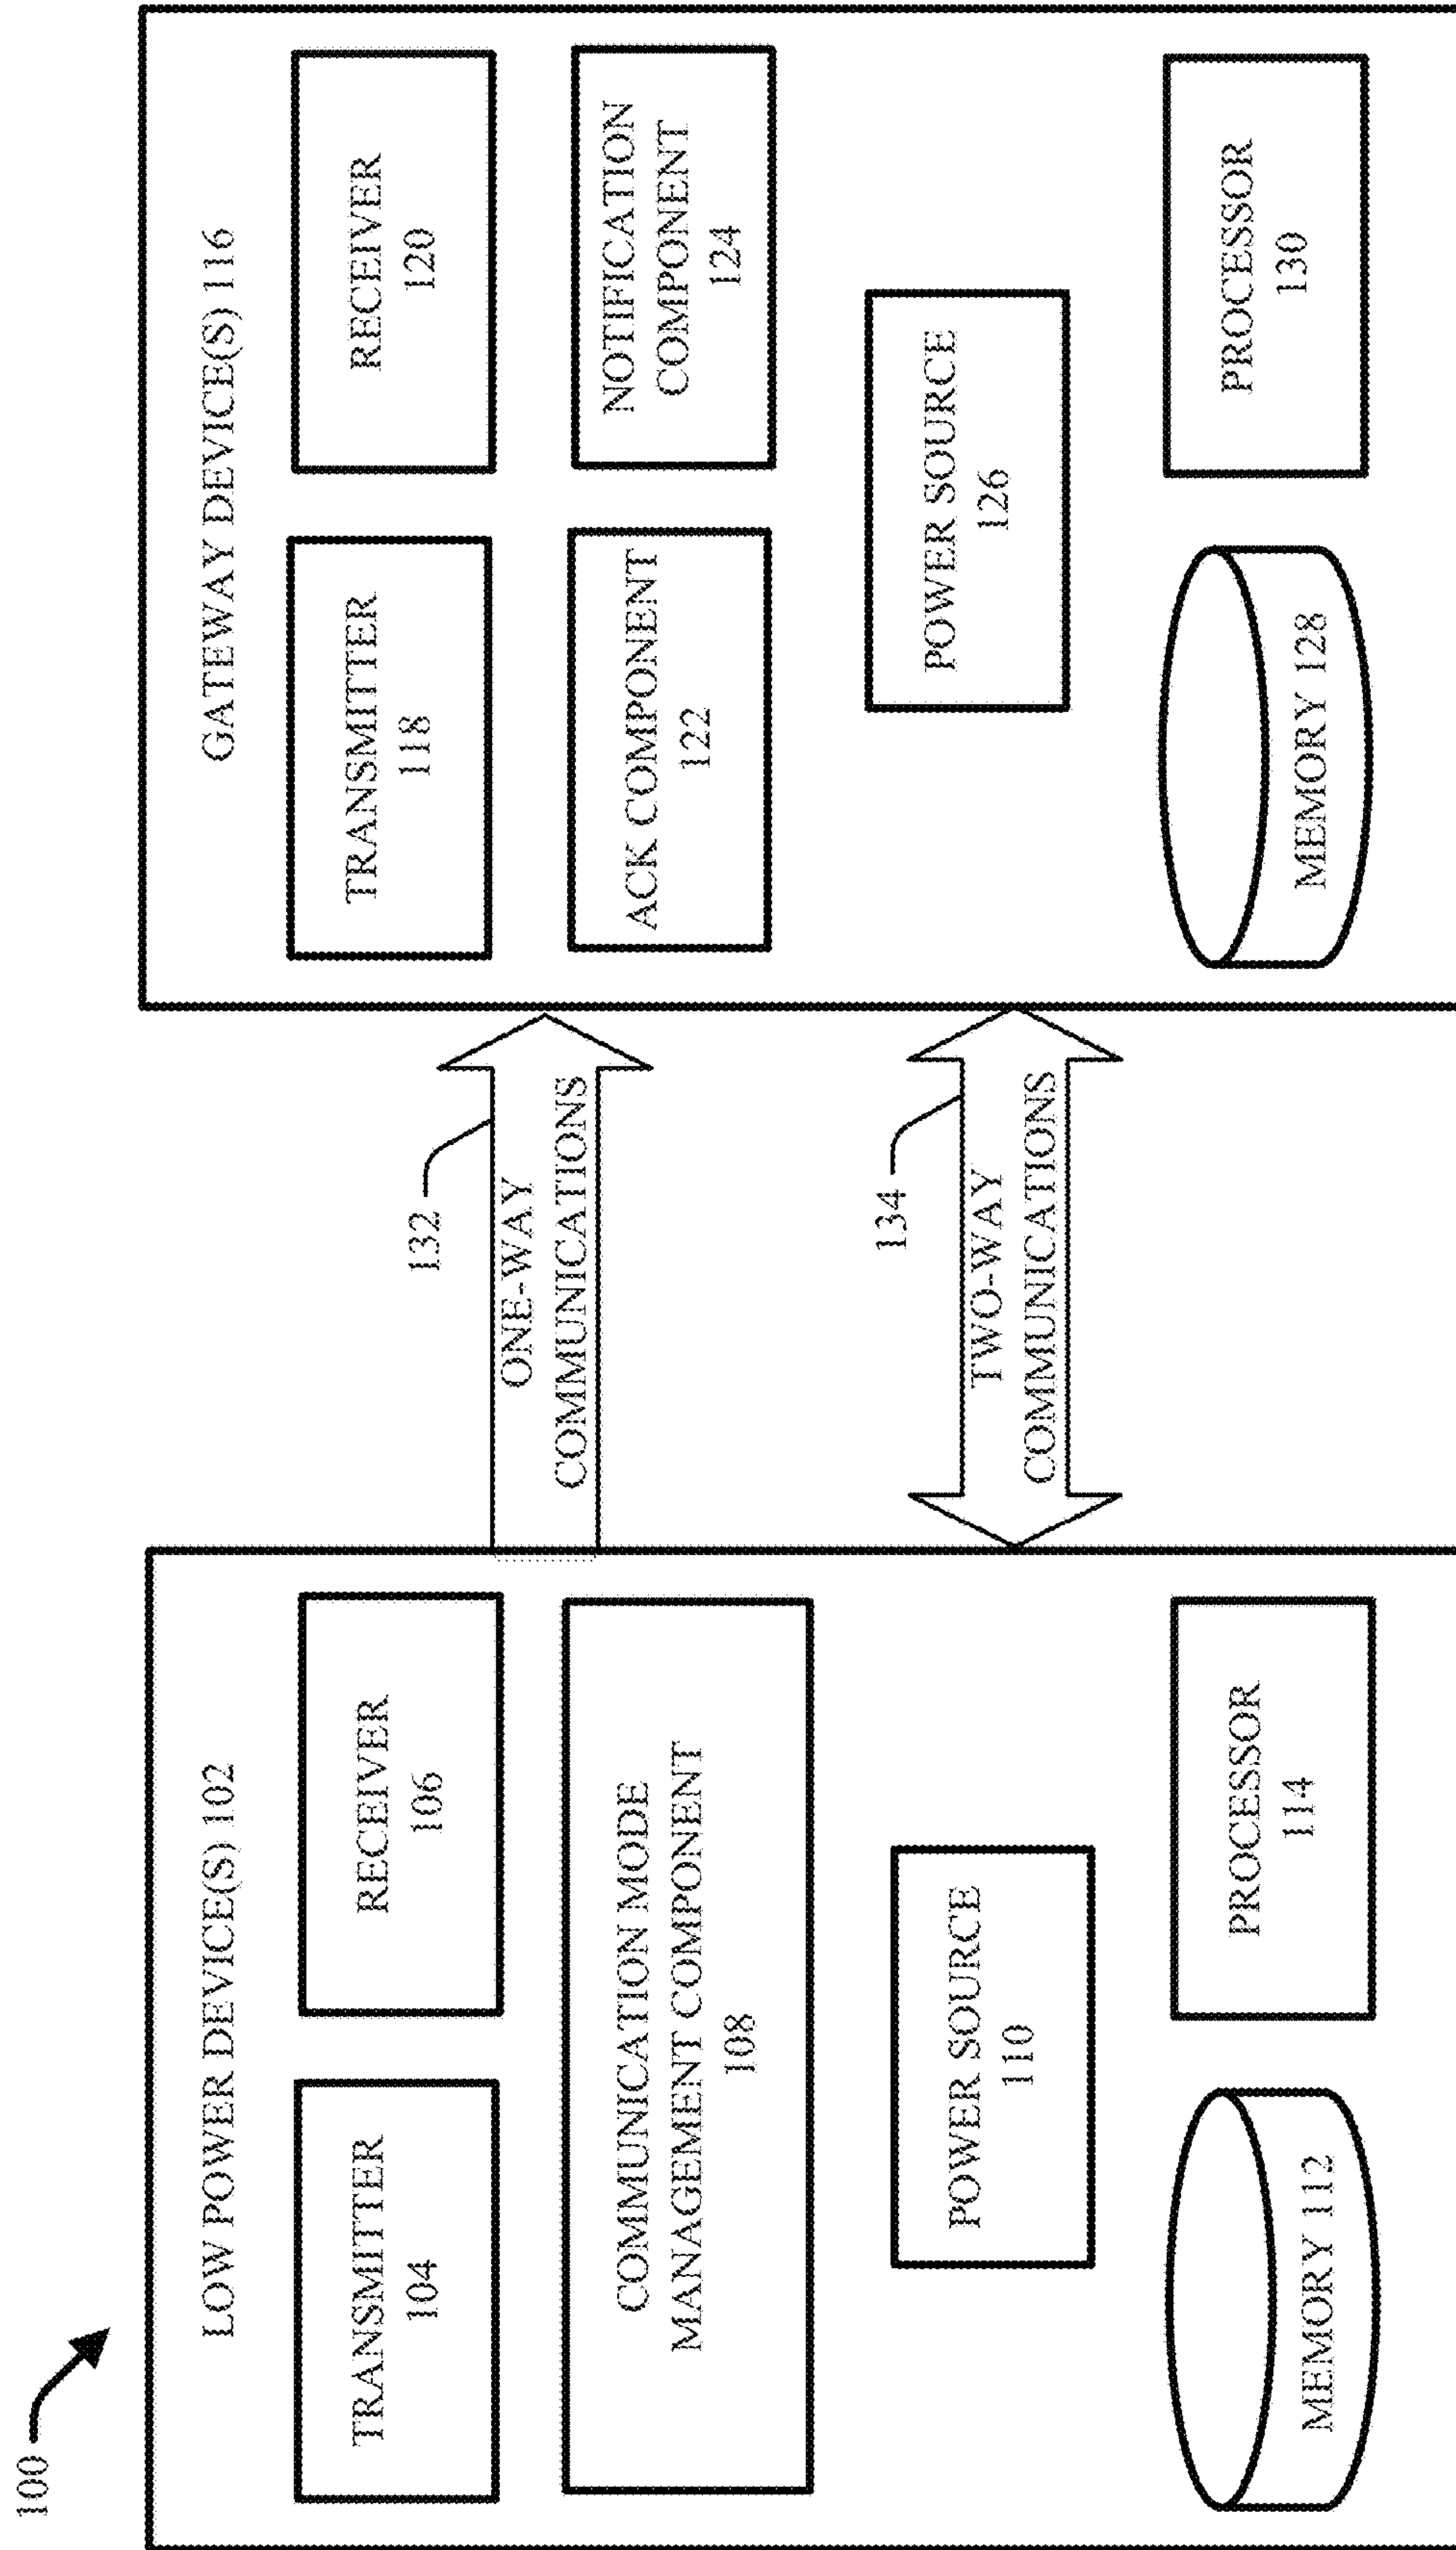 100
LOW POWER DEVICE(S) 102
TRANSMITTER
104
RECEIVER
106
COMMUNICATION MODE
MANAGEMENT COMPONENT
108
POWER SOURCE
110
MEMORY 112
PROCESSOR
114
132
ONE-WAY
COMMUNICATIONS
134
TWO-WAY
COMMUNICATIONS
GATEWAY DEVICE(S) 116
TRANSMITTER
118
RECEIVER
120
ACK COMPONENT
122
NOTIFICATION
COMPONENT
124
POWER SOURCE
126
MEMORY 128
PROCESSOR
130